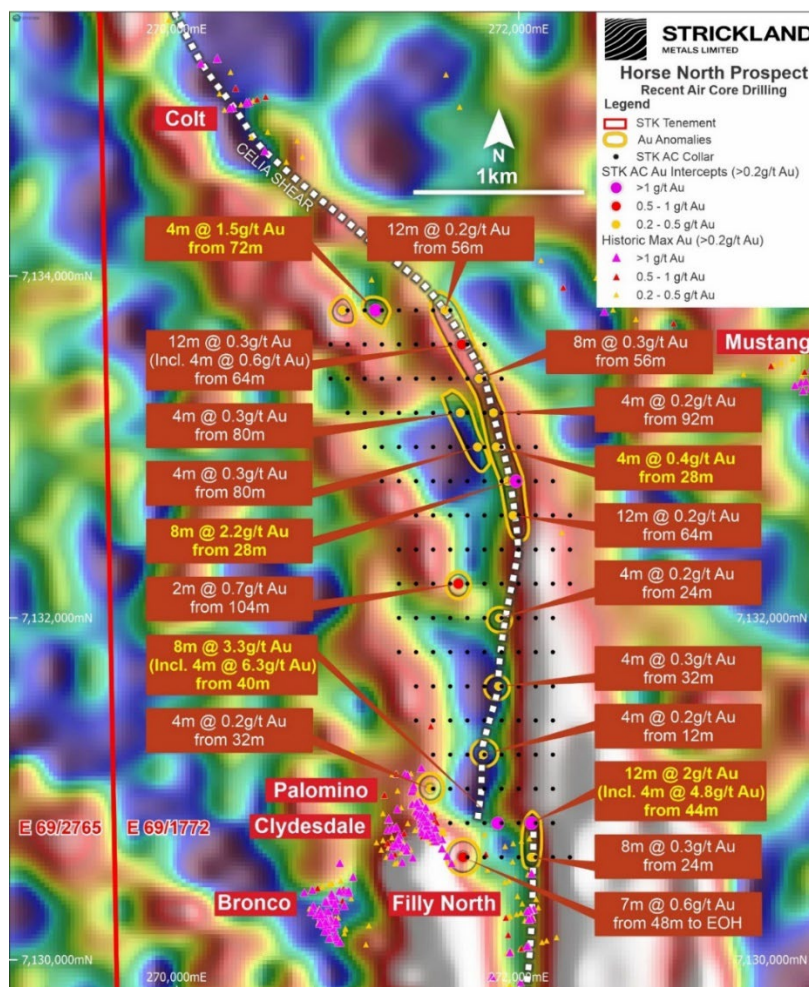 270,000mE
272,000mE
STRICKLAND
METALS LIMITED
Horse North Prospect
Recent Air Core Drilling
Legend
STK Tenement
Au Anomalies
STK AC Collar
STK AC Au Intercepts (>0.2g/t Au)
>1 g/t Au
0.5 - 1 g/t Au
0.2 - 0.5 g/t Au
Historic Max Au (>0.2g/t Au)
>1 g/t Au
0.5 - 1 g/t Au
0.2 - 0.5 g/t Au
Colt
CELIA SHEAR
N
1km
4m @ 1.5g/t Au
from 72m
12m @ 0.2g/t Au
from 56m
7,134,000mN
7,134,000mN
12m @ 0.3g/t Au
(Incl. 4m @ 0.6g/t Au)
from 64m
8m @ 0.3g/t Au
from 56m
Mustang
4m @ 0.3g/t Au
from 80m
4m @ 0.2g/t Au
from 92m
4m @ 0.3g/t Au
from 80m
4m @ 0.4g/t Au
from 28m
8m @ 2.2g/t Au
from 28m
12m @ 0.2g/t Au
from 64m
2m @ 0.7g/t Au
from 104m
4m @ 0.2g/t Au
from 24m
7,132,000mN
7,132,000mN
8m @ 3.3g/t Au
(Incl. 4m @ 6.3g/t Au)
from 40m
4m @ 0.3g/t Au
from 32m
4m @ 0.2g/t Au
from 32m
4m @ 0.2g/t Au
from 12m
Palomino
12m @ 2g/t Au
(Incl. 4m @ 4.8g/t Au)
from 44m
E 69/2765
E 69/1772
Clydesdale
8m @ 0.3g/t Au
from 24m
Bronco
Filly North
7m @ 0.6g/t Au
from 48m to EOH
7,130,000mN
7,130,000mN
270,000mE
272,000mE